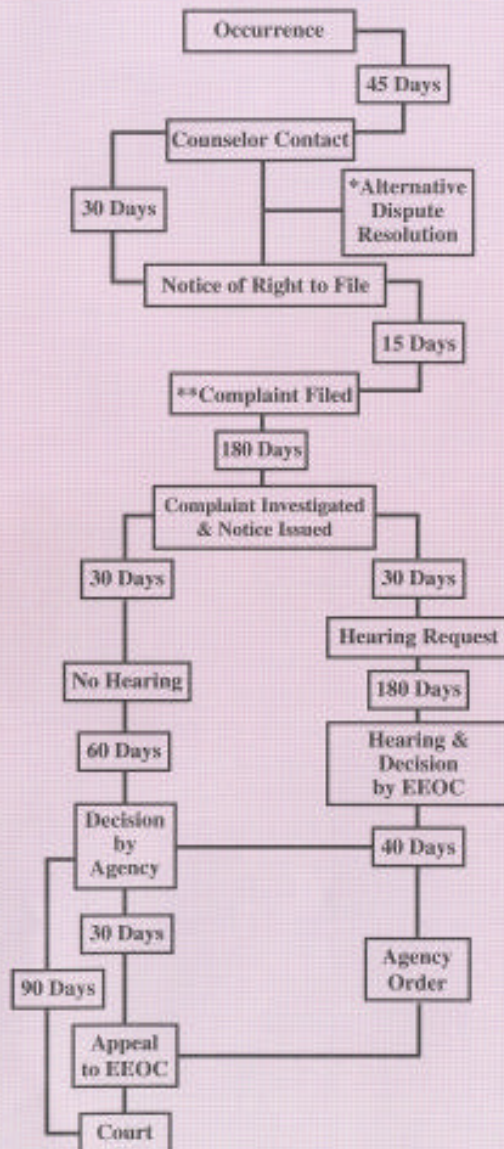 Occurrence
45 Days
Counselor Contact
30 Days
*Alternative
Dispute
Resolution
Notice of Right to File
15 Days
**Complaint Filed
180 Days
Complaint Investigated
& Notice Issued
30 Days
30 Days
Hearing Request
No Hearing
180 Days
60 Days
Hearing &
Decision
by EEOC
Decision
by
Agency
40 Days
30 Days
Agency
Order
90 Days
Appeal
to EEOC
Court